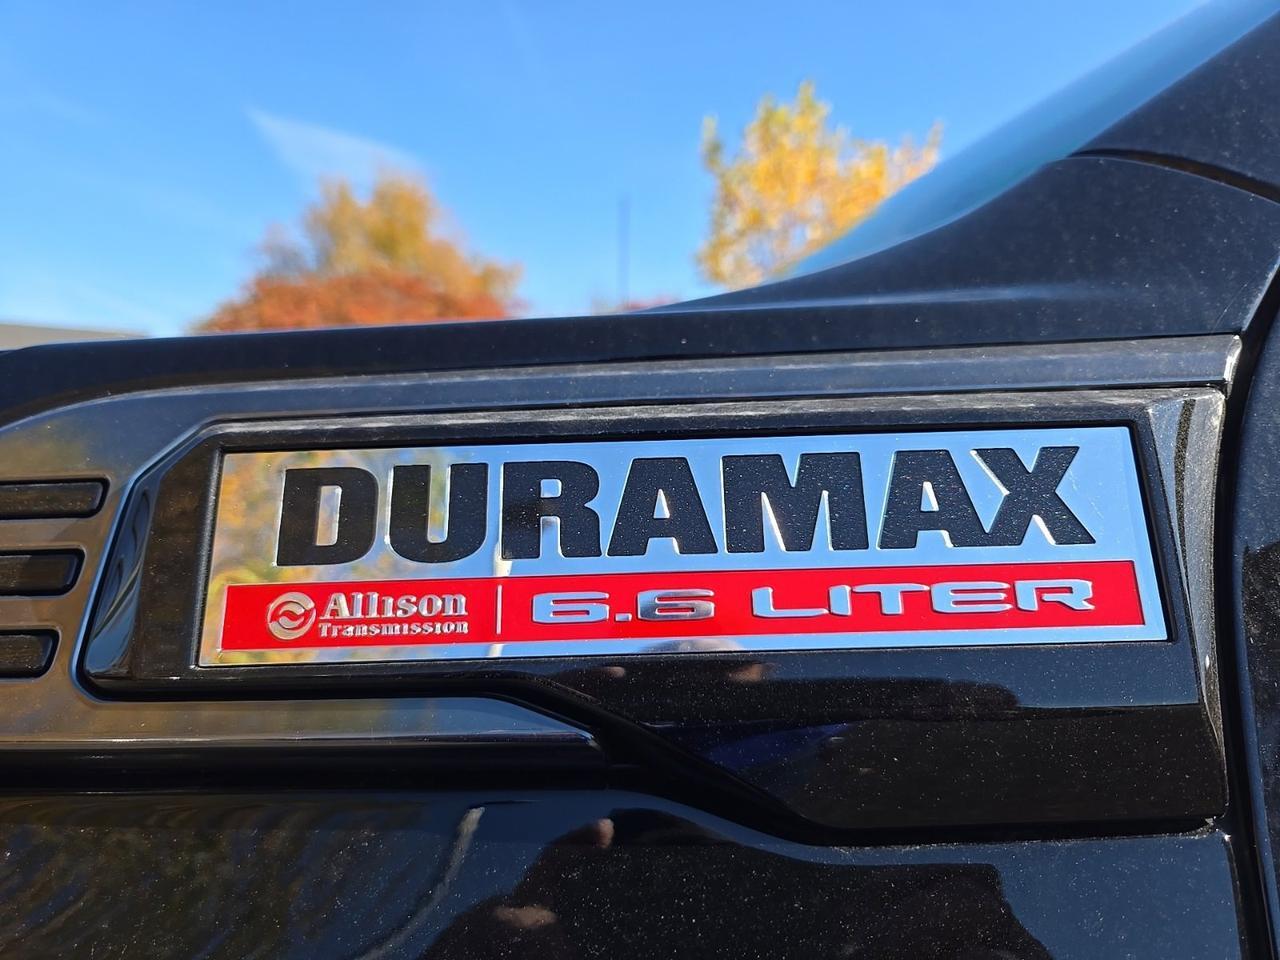 DURAMAX
Allison
Transmission
6.6 LITER